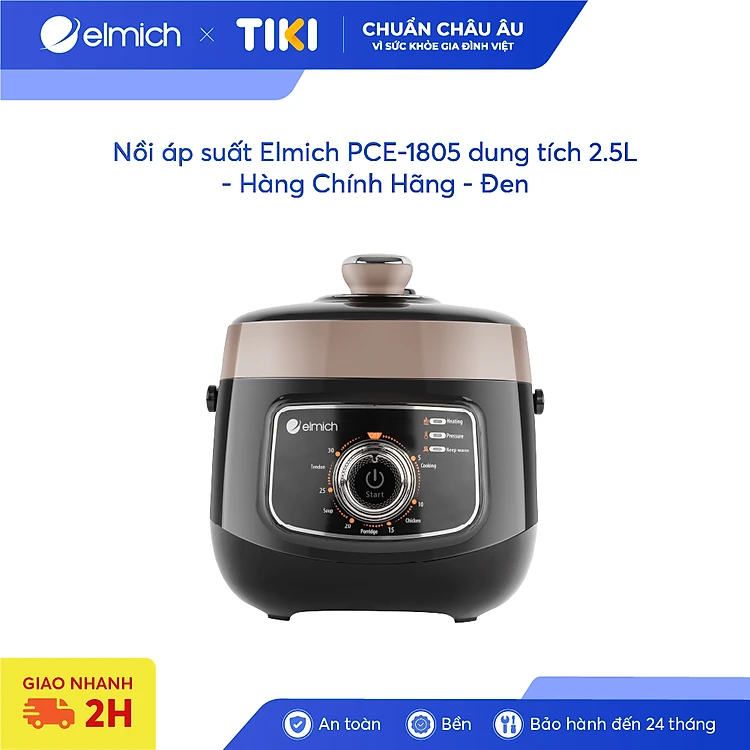 elmich × TIKI
CHUẨN CHÂU ÂU
VÌ SỨC KHỎE GIA ĐÌNH VIỆT
Nồi áp suất Elmich PCE-1805 dung tích 2.5L
- Hàng Chính Hãng - Đen
elmich
Heating
Pressure
Keep warm
30
5
Tendon
Cooking
25
10
Soup
Chicken
20
15
Porridge
Start
GIAO NHANH
2H
An toàn
Bền
Bảo hành đến 24 tháng